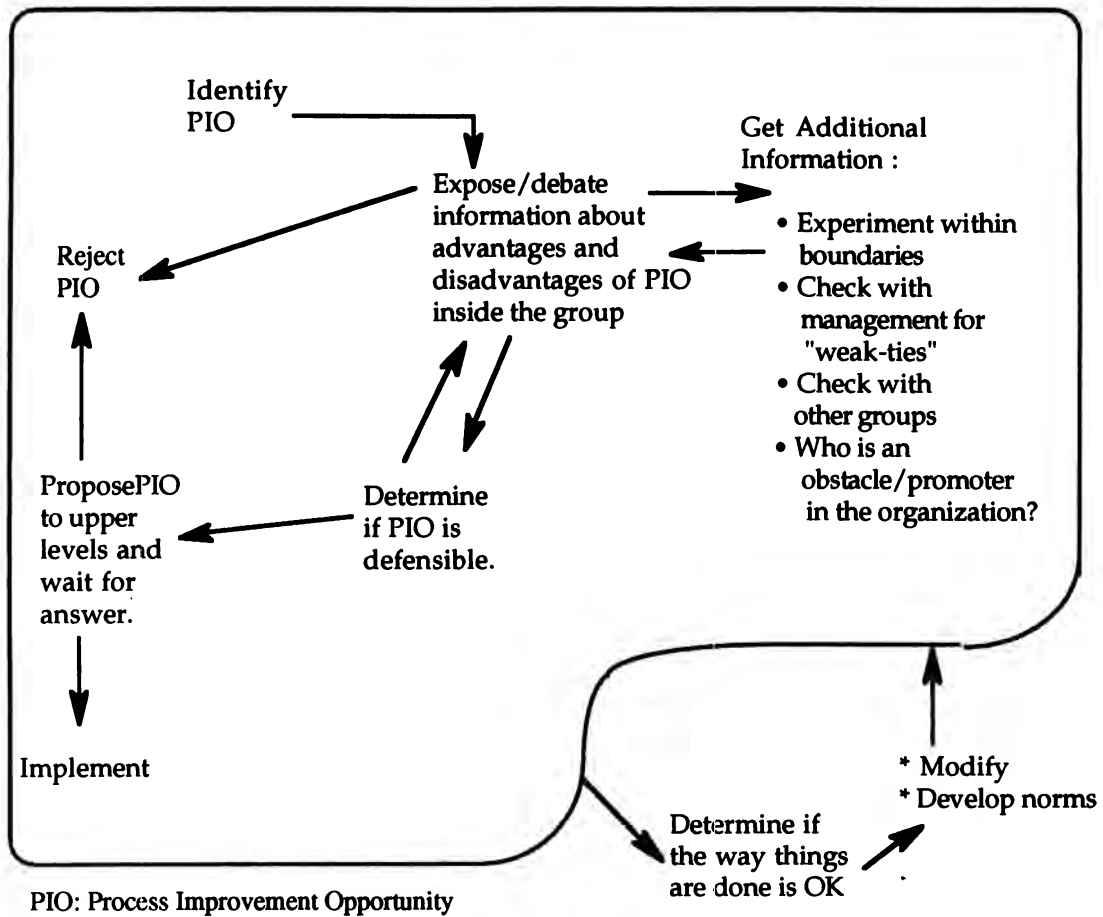 Identify
PIO
Expose/debate
information about
advantages and
disadvantages of PIO
inside the group
Get Additional
Information :
• Experiment within
boundaries
• Check with
management for
"weak-ties"
• Check with
other groups
• Who is an
obstacle/promoter
in the organization?
Reject
PIO
ProposePIO
to upper
levels and
wait for
answer.
Determine
if PIO is
defensible.
Implement
Determine if
the way things
are done is OK
* Modify
* Develop norms
PIO: Process Improvement Opportunity